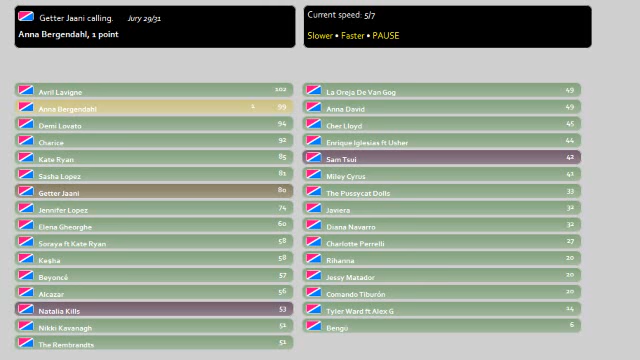 Getter Jaani calling. Jury 29/31
Anna Bergendahl, 1 point
Current speed: 5/7
Slower • Faster • PAUSE
Avril Lavigne 102
Anna Bergendahl 1 99
Demi Lovato 94
Charice 92
Kate Ryan 85
Sasha Lopez 81
Getter Jaani 80
Jennifer Lopez 74
Elena Gheorghe 60
Soraya ft Kate Ryan 58
Ke$ha 58
Beyoncé 57
Alcazar 56
Natalia Kills 53
Nikki Kavanagh 51
The Rembrandts 51
La Oreja De Van Gog 49
Anna David 49
Cher Lloyd 45
Enrique Iglesias ft Usher 44
Sam Tsui 42
Miley Cyrus 41
The Pussycat Dolls 33
Javiera 32
Diana Navarro 32
Charlotte Perrelli 27
Rihanna 20
Jessy Matador 20
Comando Tiburón 20
Tyler Ward ft Alex G 14
Bengü 6